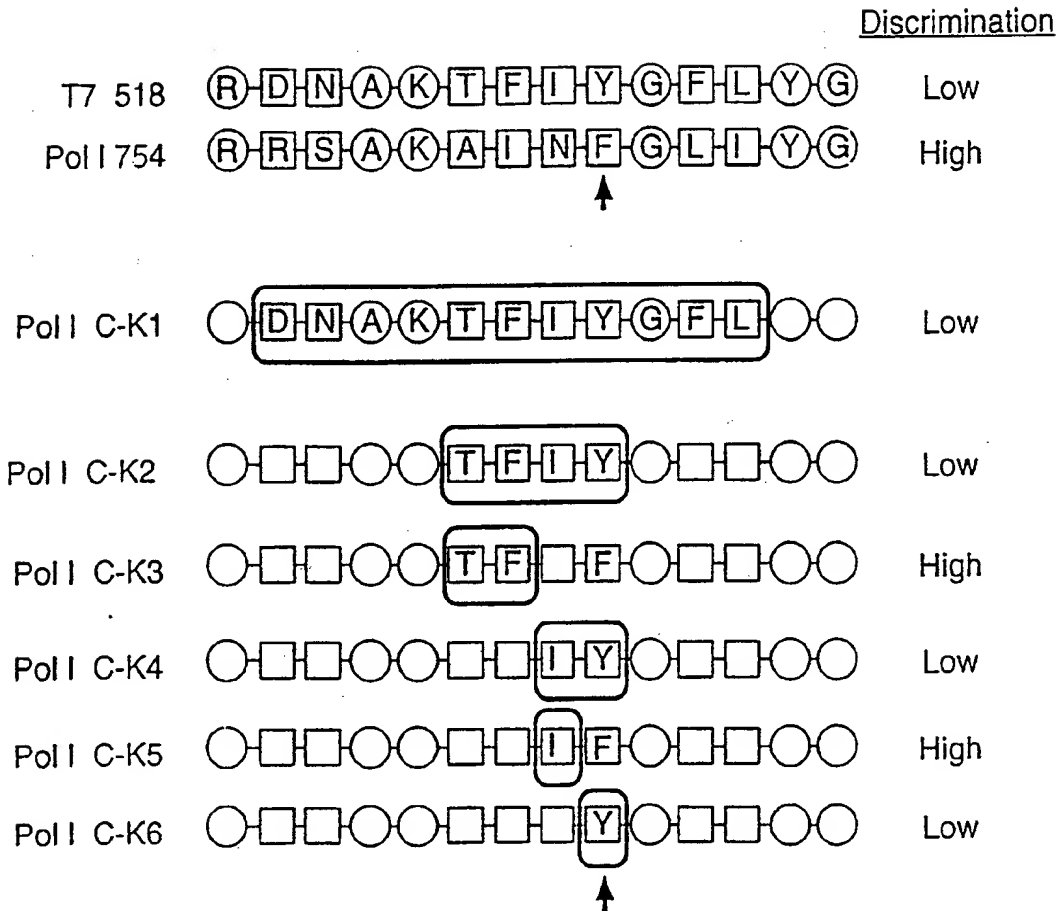 Discrimination
T7 518 R D N A K T F I Y G F L Y G Low
Pol I 754 R R S A K A I N F G L I Y G High
Pol I C-K1 D N A K T F I Y G F L Low
Pol I C-K2 T F I Y Low
Pol I C-K3 T F F High
Pol I C-K4 I Y Low
Pol I C-K5 I F High
Pol I C-K6 Y Low